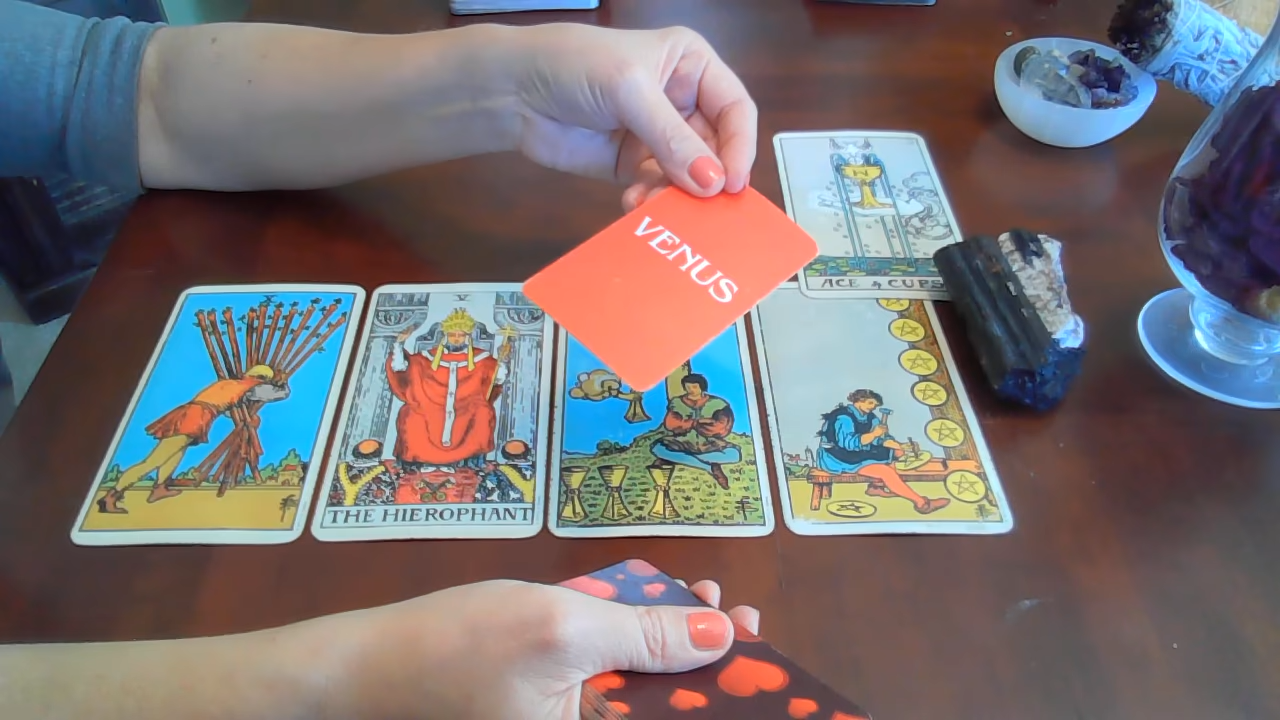 VENUS
ACE of CUPS
X
V
THE HIEROPHANT